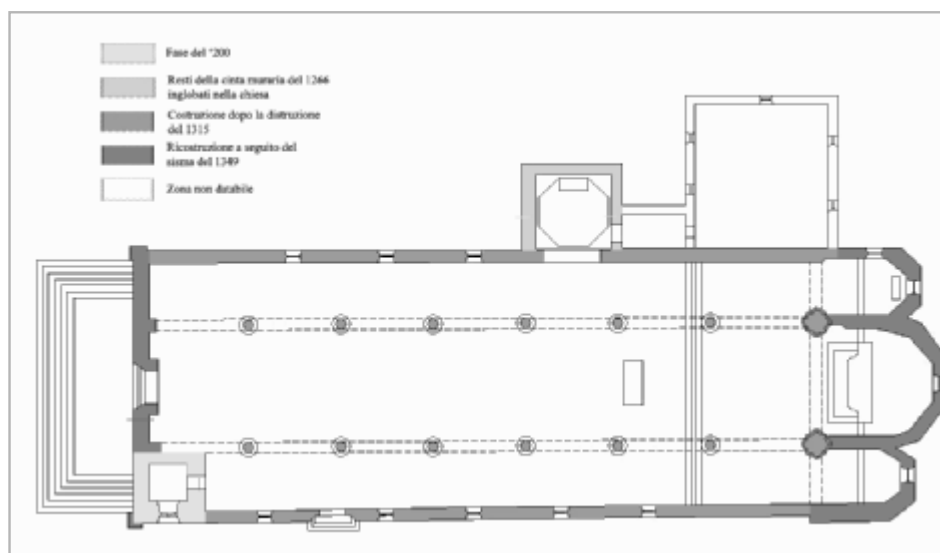 Fase del '200
Resti della cinta muraria del 1266
inglobati nella chiesa
Costruzione dopo la distruzione
del 1315
Ricostruzione a seguito del
sisma del 1349
Zona non databile